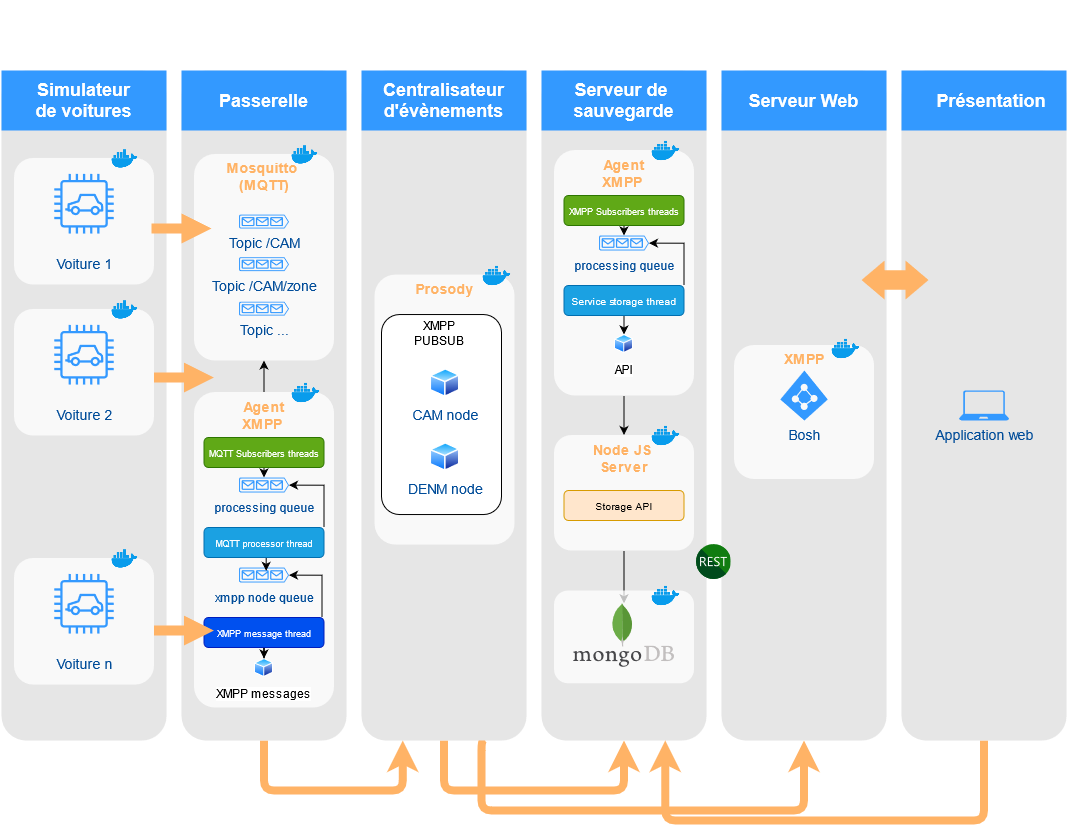 Simulateur
de voitures
Voiture 1
Voiture 2
Voiture n
Passerelle
Mosquitto
(MQTT)
Topic /CAM
Topic /CAM/zone
Topic ...
Agent
XMPP
MQTT Subscribers threads
processing queue
MQTT processor thread
xmpp node queue
XMPP message thread
XMPP messages
Centralisateur
d'évènements
Prosody
XMPP
PUBSUB
CAM node
DENM node
Serveur de
sauvegarde
Agent
XMPP
XMPP Subscribers threads
processing queue
Service storage thread
API
Node JS
Server
Storage API
mongoDB
REST
Serveur Web
XMPP
Bosh
Présentation
Application web